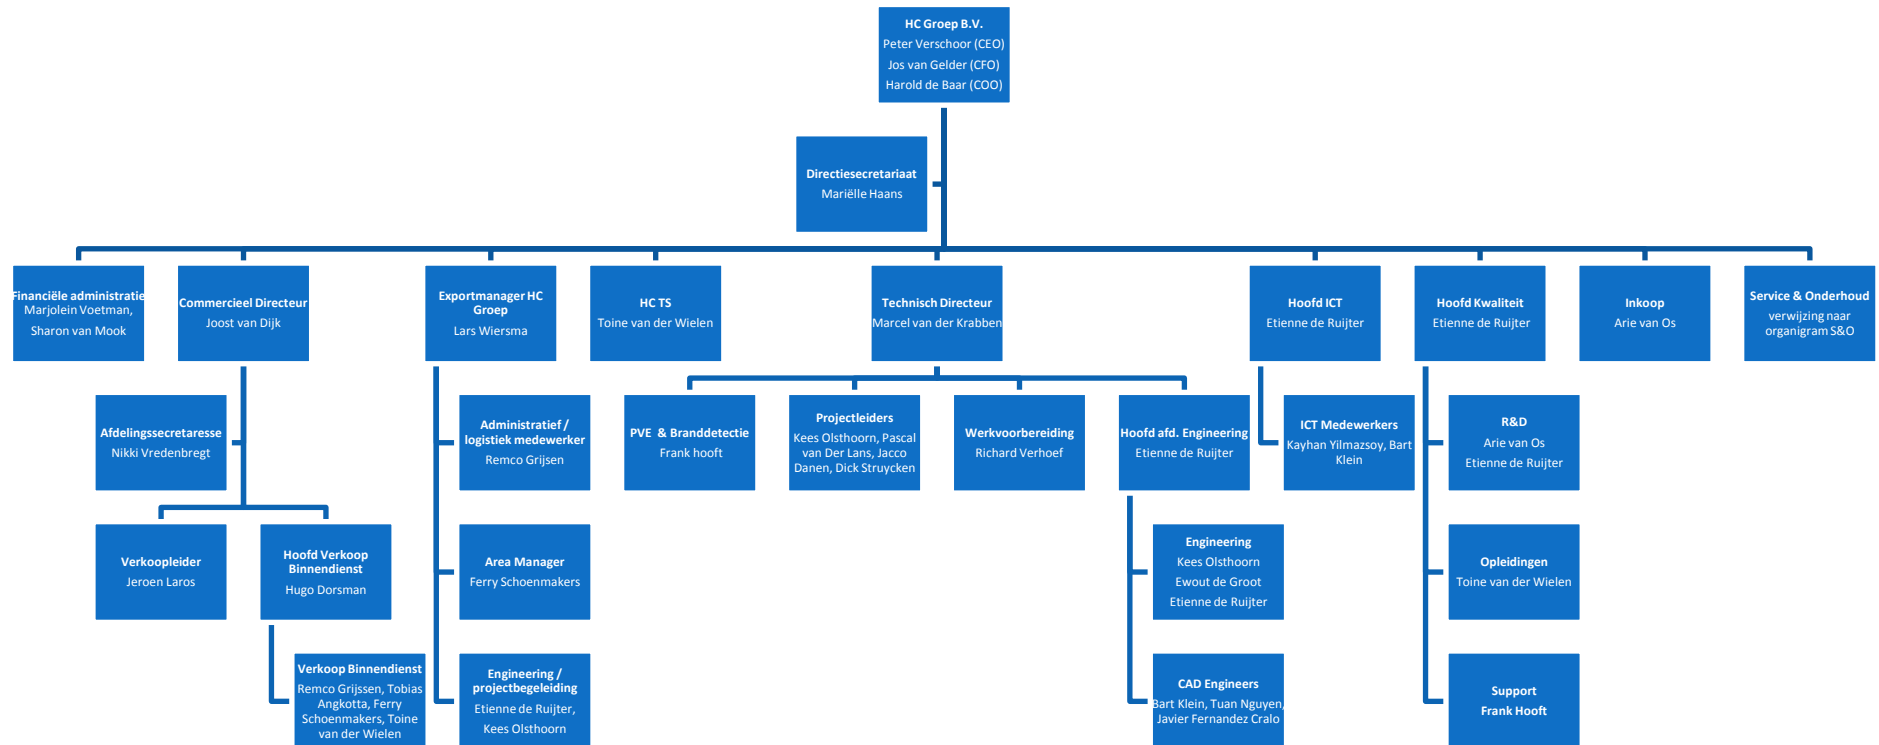 HC Groep B.V.
Peter Verschoor (CEO)
Jos van Gelder (CFO)
Harold de Baar (COO)
Directiesecretariaat
Mariëlle Haans
Financiële administratie
Marjolein Voetman,
Sharon van Mook
Commercieel Directeur
Joost van Dijk
Exportmanager HC
Groep
Lars Wiersma
HC TS
Toine van der Wielen
Technisch Directeur
Marcel van der Krabben
Hoofd ICT
Etienne de Ruijter
Hoofd Kwaliteit
Etienne de Ruijter
Inkoop
Arie van Os
Service & Onderhoud
verwijzing naar
organigram S&O
Afdelingssecretaresse
Nikki Vredenbregt
Administratief /
logistiek medewerker
Remco Grijsen
PVE & Branddetectie
Frank hooft
Projectleiders
Kees Olsthoorn, Pascal
van Der Lans, Jacco
Danen, Dick Struycken
Werkvoorbereiding
Richard Verhoef
Hoofd afd. Engineering
Etienne de Ruijter
ICT Medewerkers
Kayhan Yilmazsoy, Bart
Klein
R&D
Arie van Os
Etienne de Ruijter
Verkoopleider
Jeroen Laros
Hoofd Verkoop
Binnendienst
Hugo Dorsman
Area Manager
Ferry Schoenmakers
Engineering
Kees Olsthoorn
Ewout de Groot
Etienne de Ruijter
Opleidingen
Toine van der Wielen
Verkoop Binnendienst
Remco Grijssen, Tobias
Angkotta, Ferry
Schoenmakers, Toine
van der Wielen
Engineering /
projectbegeleiding
Etienne de Ruijter,
Kees Olsthoorn
CAD Engineers
Bart Klein, Tuan Nguyen,
Javier Fernandez Cralo
Support
Frank Hooft